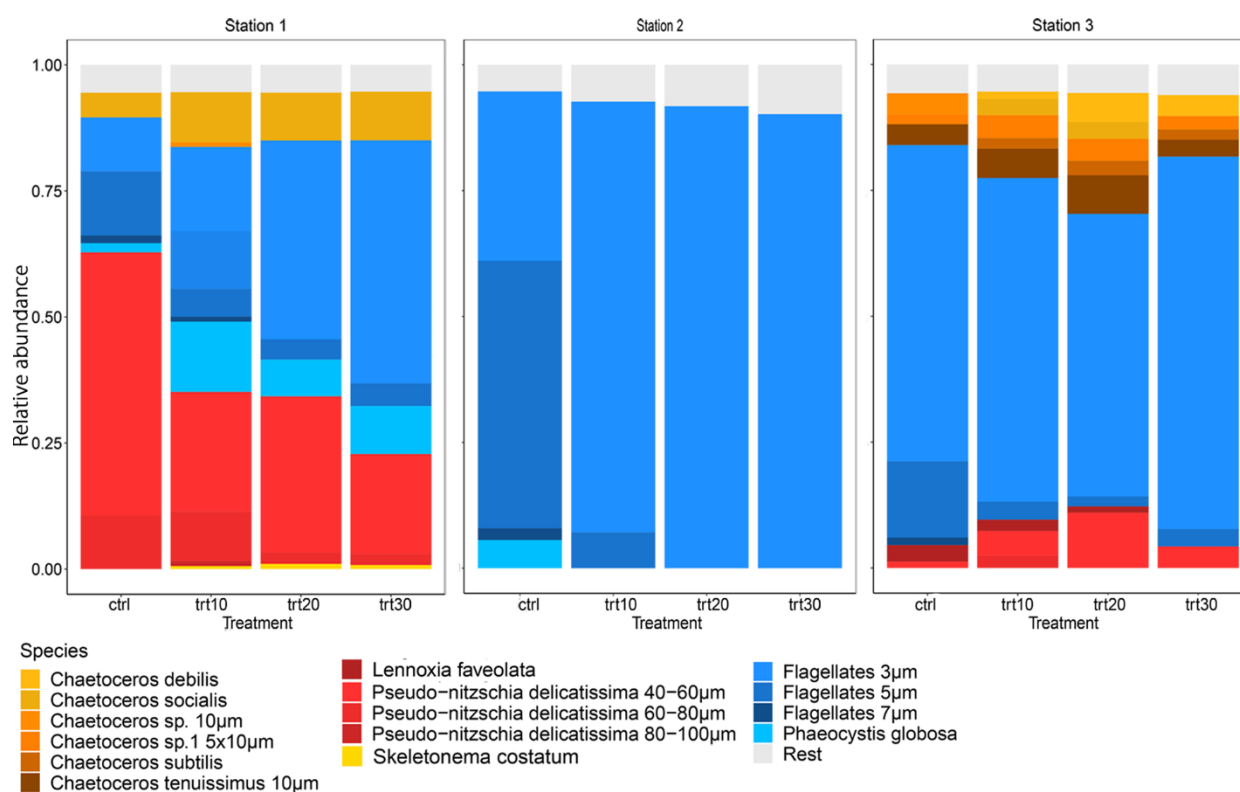 Station 1
Station 2
Station 3
Relative abundance
1.00
0.75
0.50
0.25
0.00
ctrl trt10 trt20 trt30
Treatment
ctrl trt10 trt20 trt30
Treatment
ctrl trt10 trt20 trt30
Treatment
Species
Chaetoceros debilis
Chaetoceros socialis
Chaetoceros sp. 10µm
Chaetoceros sp.1 5x10µm
Chaetoceros subtilis
Chaetoceros tenuissimus 10µm
Lennoxia faveolata
Pseudo−nitzschia delicatissima 40−60µm
Pseudo−nitzschia delicatissima 60−80µm
Pseudo−nitzschia delicatissima 80−100µm
Skeletonema costatum
Flagellates 3µm
Flagellates 5µm
Flagellates 7µm
Phaeocystis globosa
Rest